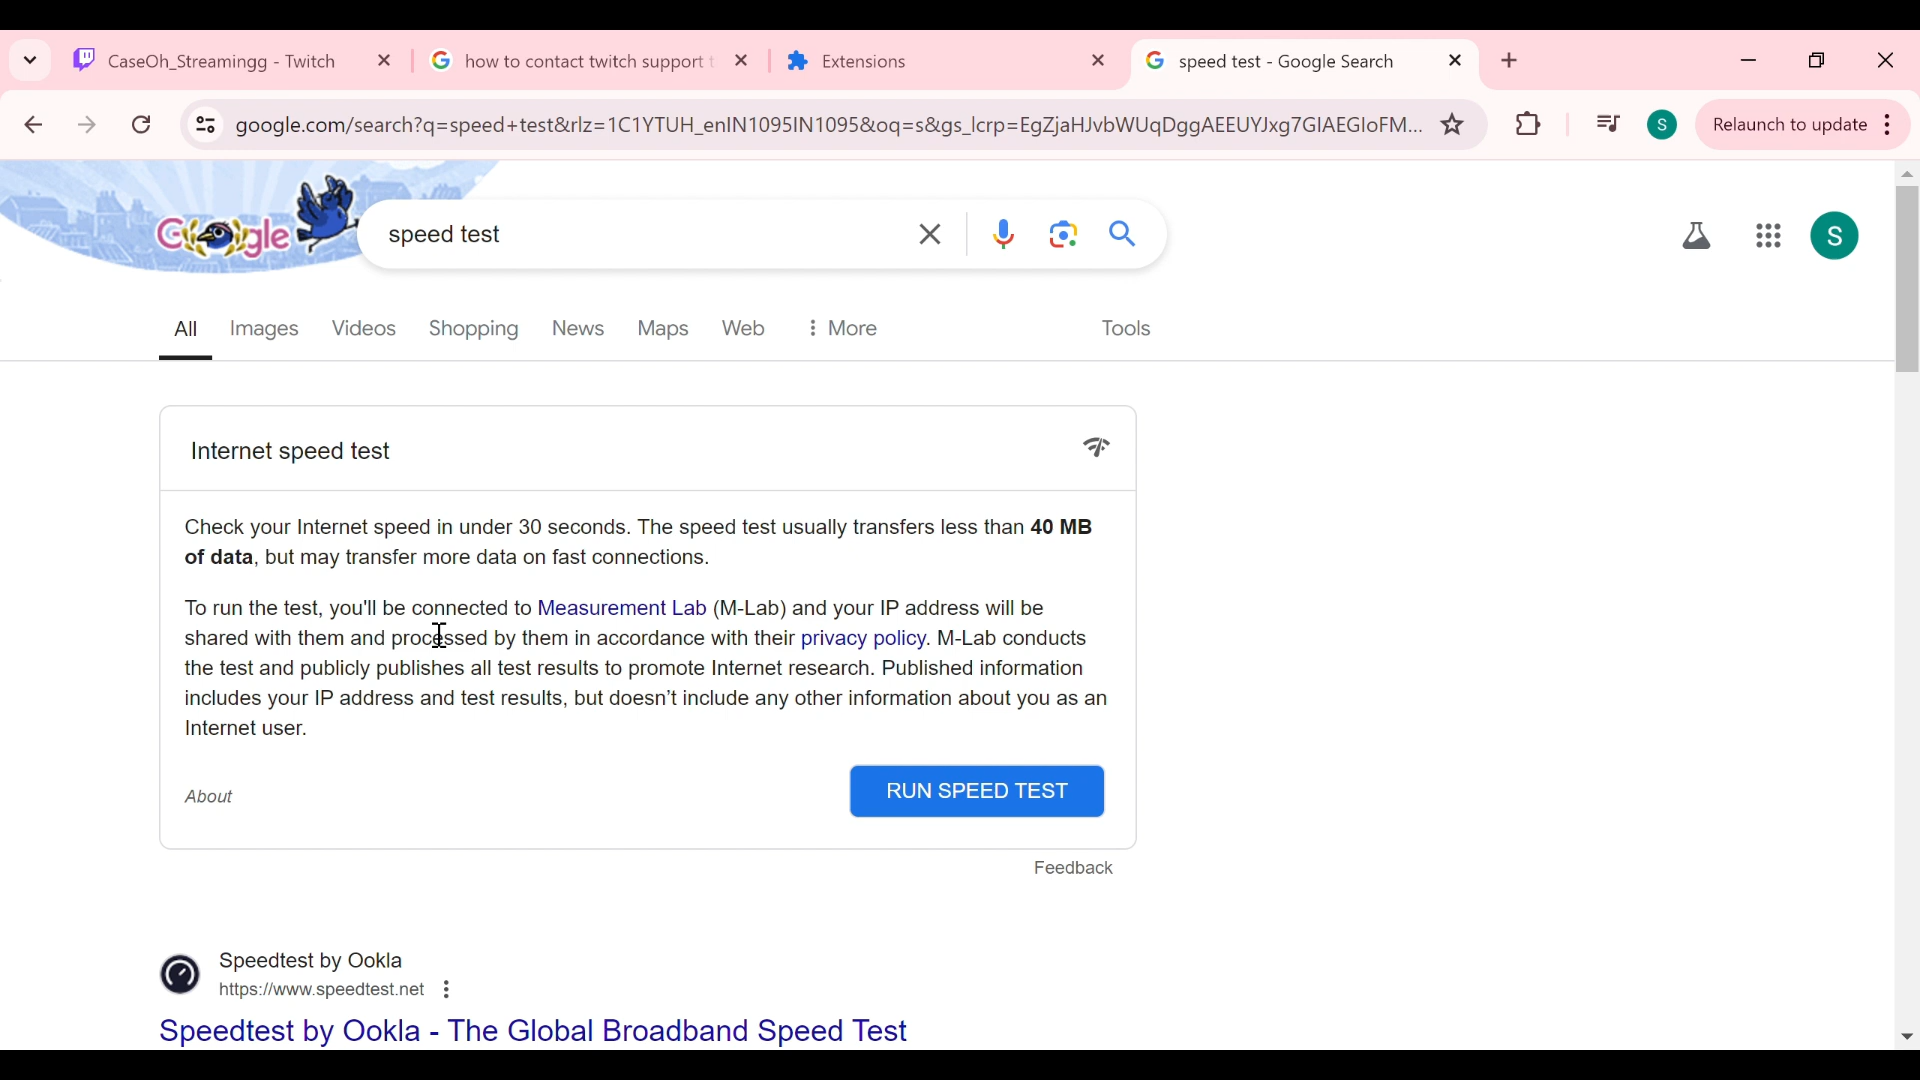 CaseOh_Streamingg - Twitch
how to contact twitch support t
Extensions
speed test - Google Search
google.com/search?q=speed+test&rlz=1C1YTUH_enIN1095IN1095&oq=s&gs_lcrp=EgZjaHJvbWUqDggAEEUYJxg7GIAEGIoFM...
S
Relaunch to update
Google
speed test
S
All
Images
Videos
Shopping
News
Maps
Web
More
Tools
Internet speed test
Check your Internet speed in under 30 seconds. The speed test usually transfers less than 40 MB
of data, but may transfer more data on fast connections.
To run the test, you'll be connected to Measurement Lab (M-Lab) and your IP address will be
shared with them and processed by them in accordance with their privacy policy. M-Lab conducts
the test and publicly publishes all test results to promote Internet research. Published information
includes your IP address and test results, but doesn't include any other information about you as an
Internet user.
About
RUN SPEED TEST
Feedback
Speedtest by Ookla
https://www.speedtest.net
Speedtest by Ookla - The Global Broadband Speed Test